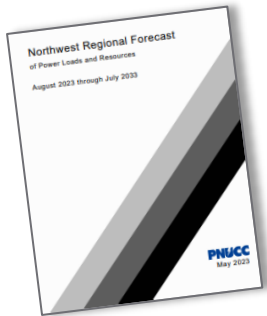 Northwest Regional Forecast
of Power Loads and Resources
August 2023 through July 2033
PNUCC
May 2023